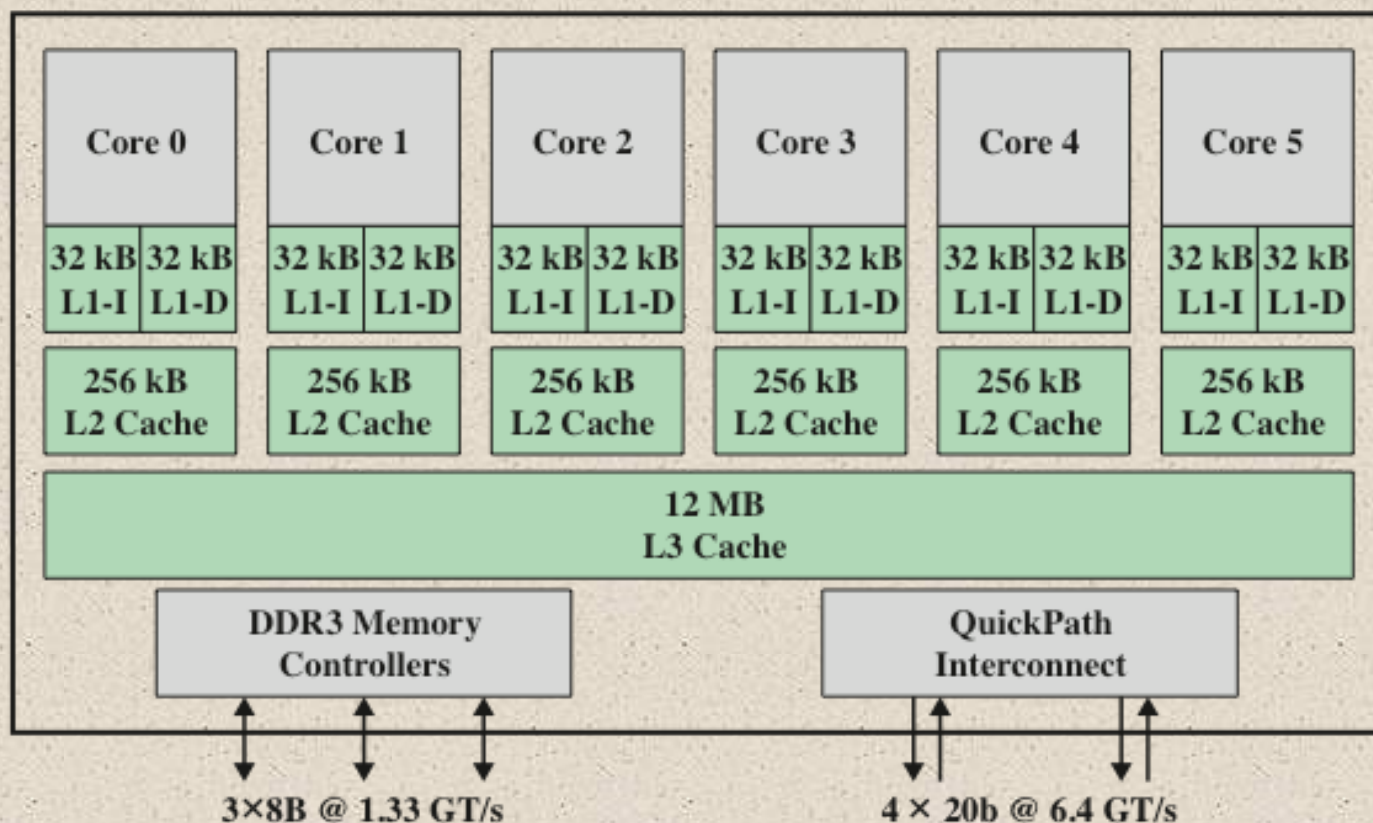 Core 0
Core 1
Core 2
Core 3
Core 4
Core 5
32 kB 32 kB
L1-I L1-D
32 kB 32 kB
L1-I L1-D
32 kB 32 kB
L1-I L1-D
32 kB 32 kB
L1-I L1-D
32 kB 32 kB
L1-I L1-D
32 kB 32 kB
L1-I L1-D
256 kB
L2 Cache
256 kB
L2 Cache
256 kB
L2 Cache
256 kB
L2 Cache
256 kB
L2 Cache
256 kB
L2 Cache
12 MB
L3 Cache
DDR3 Memory
Controllers
QuickPath
Interconnect
3×8B @ 1.33 GT/s
4 × 20b @ 6.4 GT/s